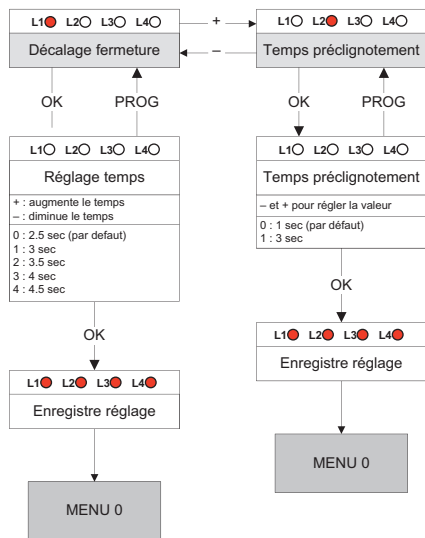 L1 L2 L3 L4
Décalage fermeture
+
–
L1 L2 L3 L4
Temps préclignotement
OK PROG
OK PROG
L1 L2 L3 L4
Réglage temps
+ : augmente le temps
– : diminue le temps
0 : 2.5 sec (par defaut)
1 : 3 sec
2 : 3.5 sec
3 : 4 sec
4 : 4.5 sec
L1 L2 L3 L4
Temps préclignotement
– et + pour régler la valeur
0 : 1 sec (par défaut)
1 : 3 sec
OK
OK
L1 L2 L3 L4
Enregistre réglage
L1 L2 L3 L4
Enregistre réglage
MENU 0
MENU 0